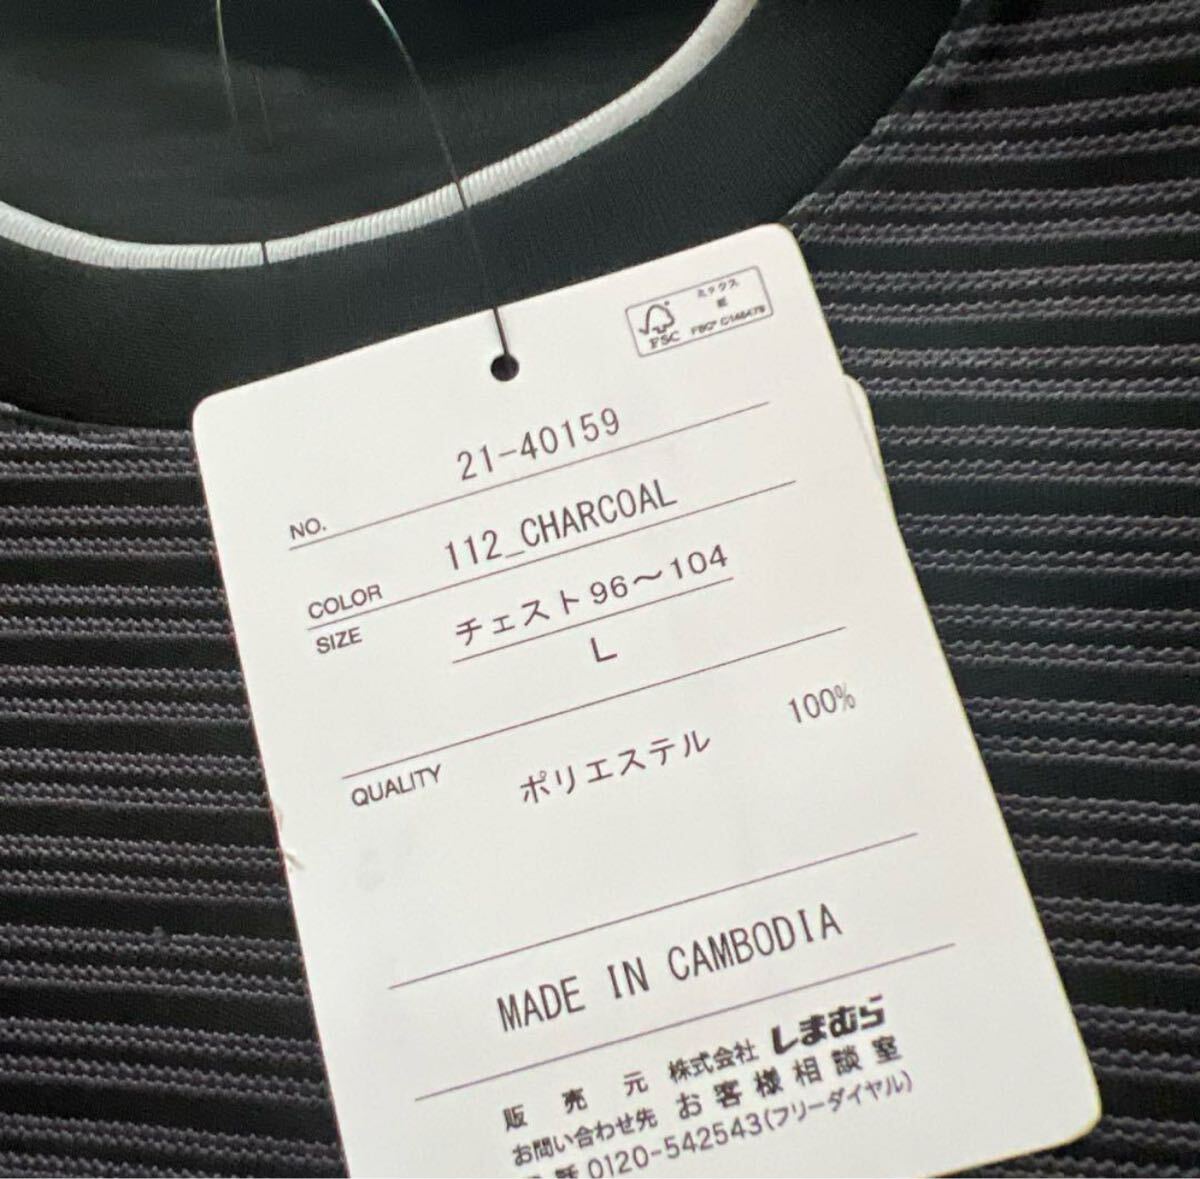 ミックス
紙
FSC
FSC® C148475
NO. 21-40159
COLOR 112_CHARCOAL
SIZE チェスト96〜104
L
QUALITY ポリエステル 100%
MADE IN CAMBODIA
販売元 株式会社しまむら
お問い合わせ先 お客様相談室
電話 0120-542543(フリーダイヤル)